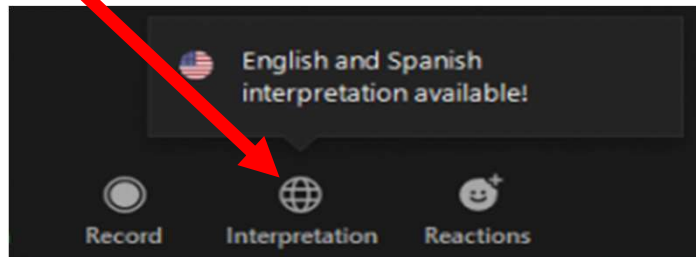 English and Spanish
interpretation available!
Record
Interpretation
Reactions